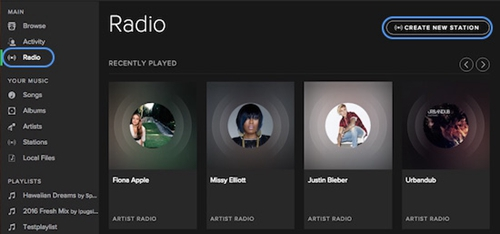 MAIN
Browse
Activity
Radio
YOUR MUSIC
Songs
Albums
Artists
Stations
Local Files
PLAYLISTS
Hawaiian Dreams by Sp...
2016 Fresh Mix by lpugsl...
Testplaylist
Radio
CREATE NEW STATION
RECENTLY PLAYED
Fiona Apple
ARTIST RADIO
Missy Elliott
ARTIST RADIO
Justin Bieber
ARTIST RADIO
URBANDUB
Urbandub
ARTIST RADIO